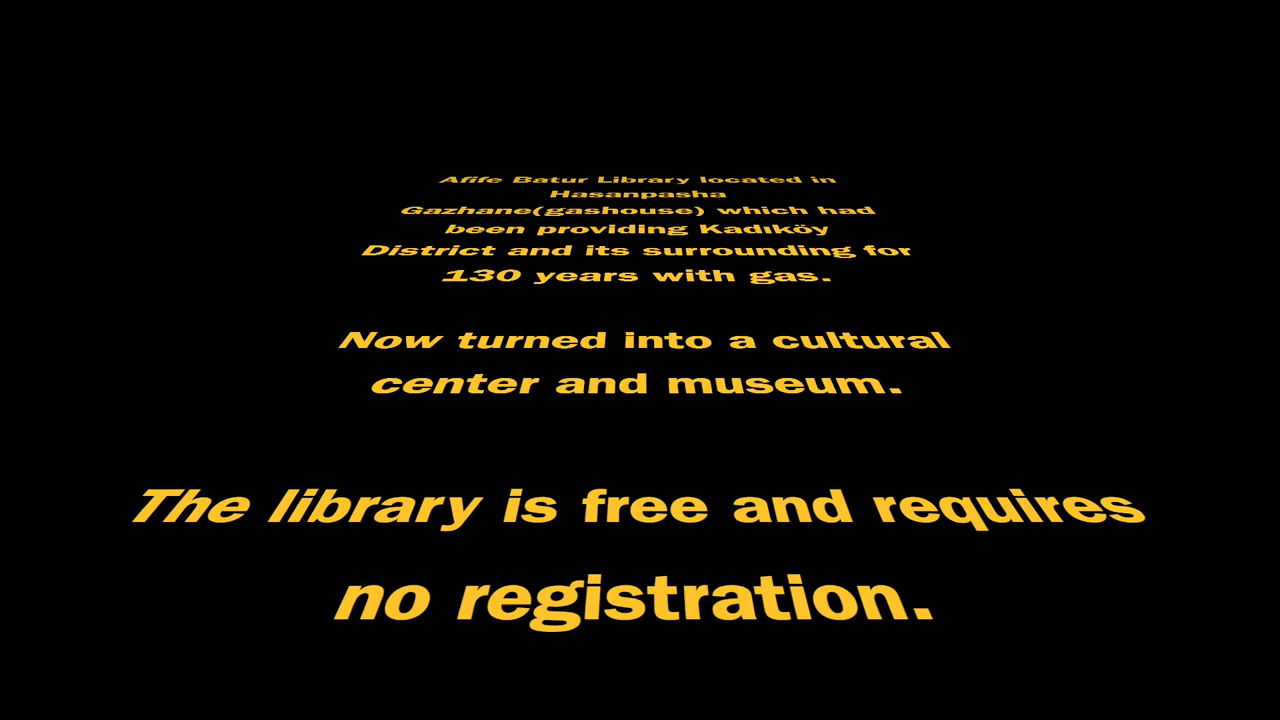 Afife Batur Library located in
Hasanpasha
Gazhane(gashouse) which had
been providing Kadıköy
District and its surrounding for
130 years with gas.
Now turned into a cultural
center and museum.
The library is free and requires
no registration.